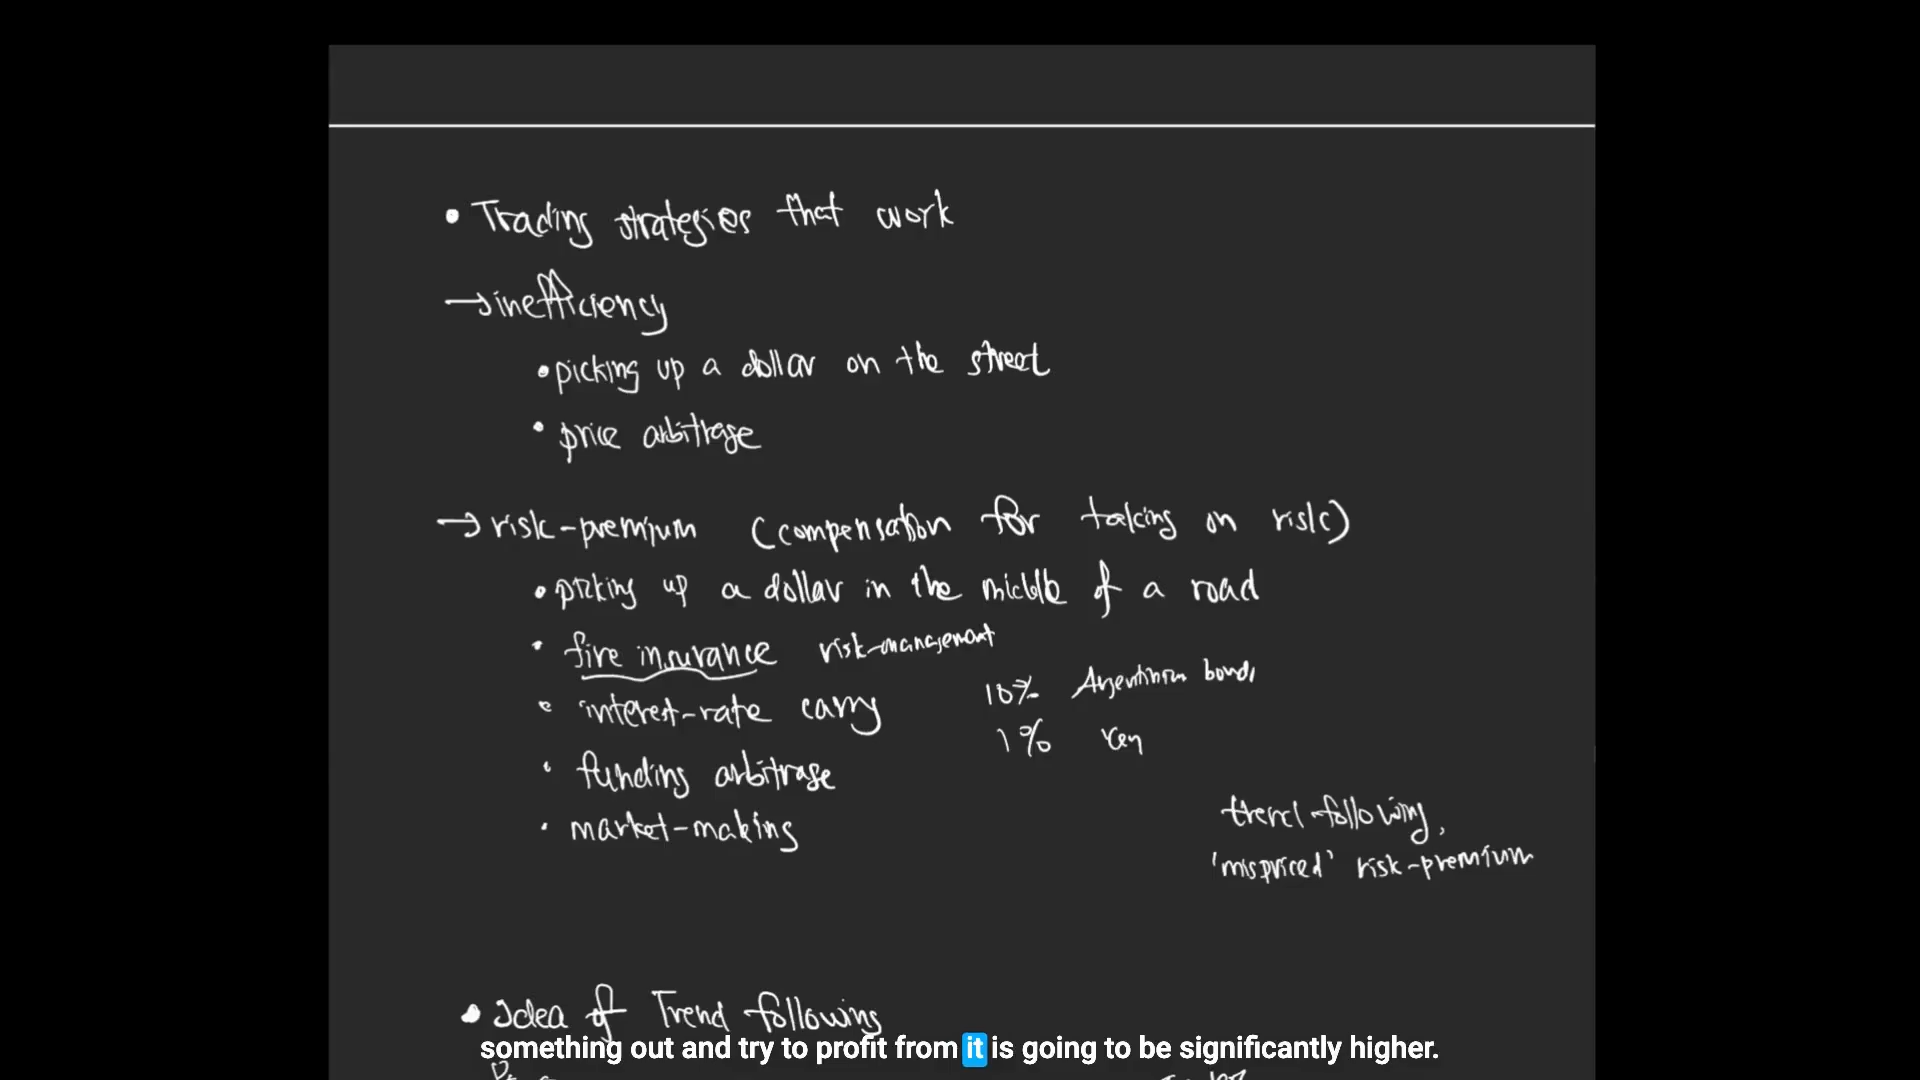 • Trading strategies that work
→ inefficiency
• picking up a dollar on the street
• price arbitrage
→ risk-premium (compensation for taking on risk)
• picking up a dollar in the middle of a road
• fire insurance risk-management
• interest-rate carry 10% Argentinian bonds
1% Yen
• funding arbitrage
• market-making
trend-following,
'mispriced' risk-premium
• Idea of Trend following
something out and try to profit from it is going to be significantly higher.